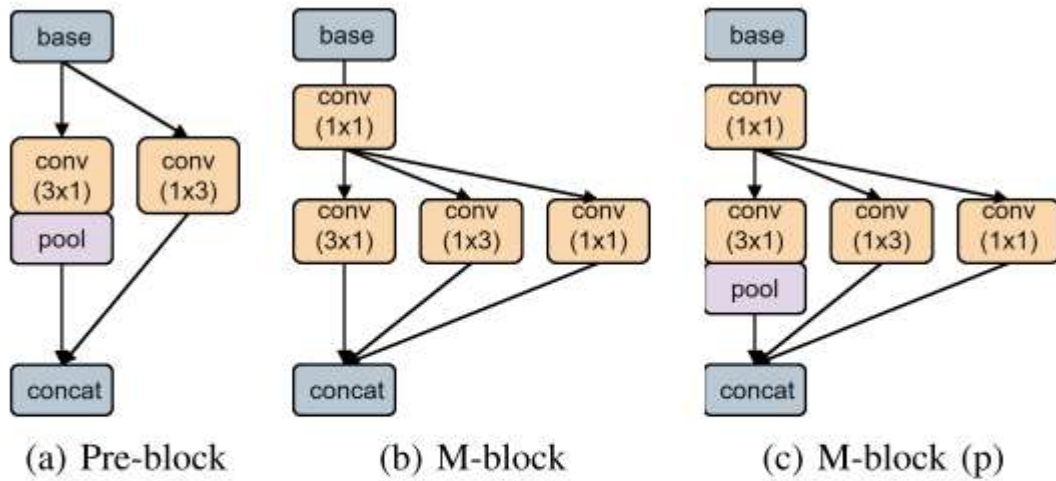 base
conv
(3x1)
pool
conv
(1x3)
concat
(a) Pre-block
base
conv
(1x1)
conv
(3x1)
conv
(1x3)
conv
(1x1)
concat
(b) M-block
base
conv
(1x1)
conv
(3x1)
pool
conv
(1x3)
conv
(1x1)
concat
(c) M-block (p)